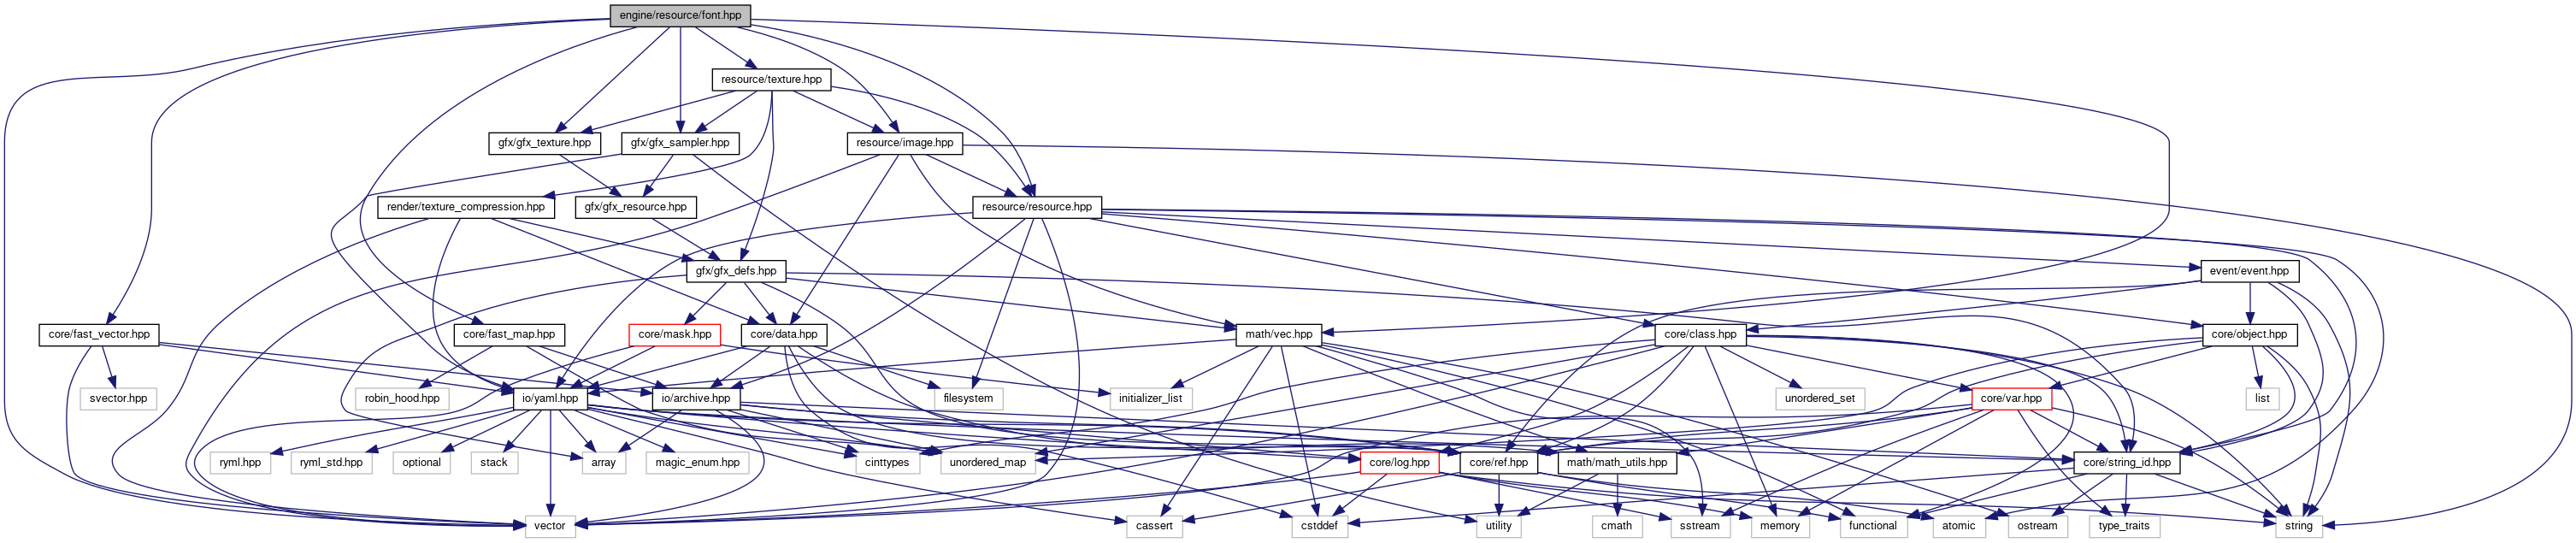 engine/resource/font.hpp
resource/texture.hpp
gfx/gfx_texture.hpp
gfx/gfx_sampler.hpp
resource/image.hpp
render/texture_compression.hpp
gfx/gfx_resource.hpp
resource/resource.hpp
gfx/gfx_defs.hpp
event/event.hpp
core/fast_vector.hpp
core/fast_map.hpp
core/mask.hpp
core/data.hpp
math/vec.hpp
core/class.hpp
core/object.hpp
svector.hpp
robin_hood.hpp
io/yaml.hpp
io/archive.hpp
filesystem
initializer_list
unordered_set
core/var.hpp
list
ryml.hpp
ryml_std.hpp
optional
stack
array
magic_enum.hpp
cinttypes
unordered_map
core/log.hpp
core/ref.hpp
math/math_utils.hpp
core/string_id.hpp
vector
cassert
cstddef
utility
cmath
sstream
memory
functional
atomic
ostream
type_traits
string